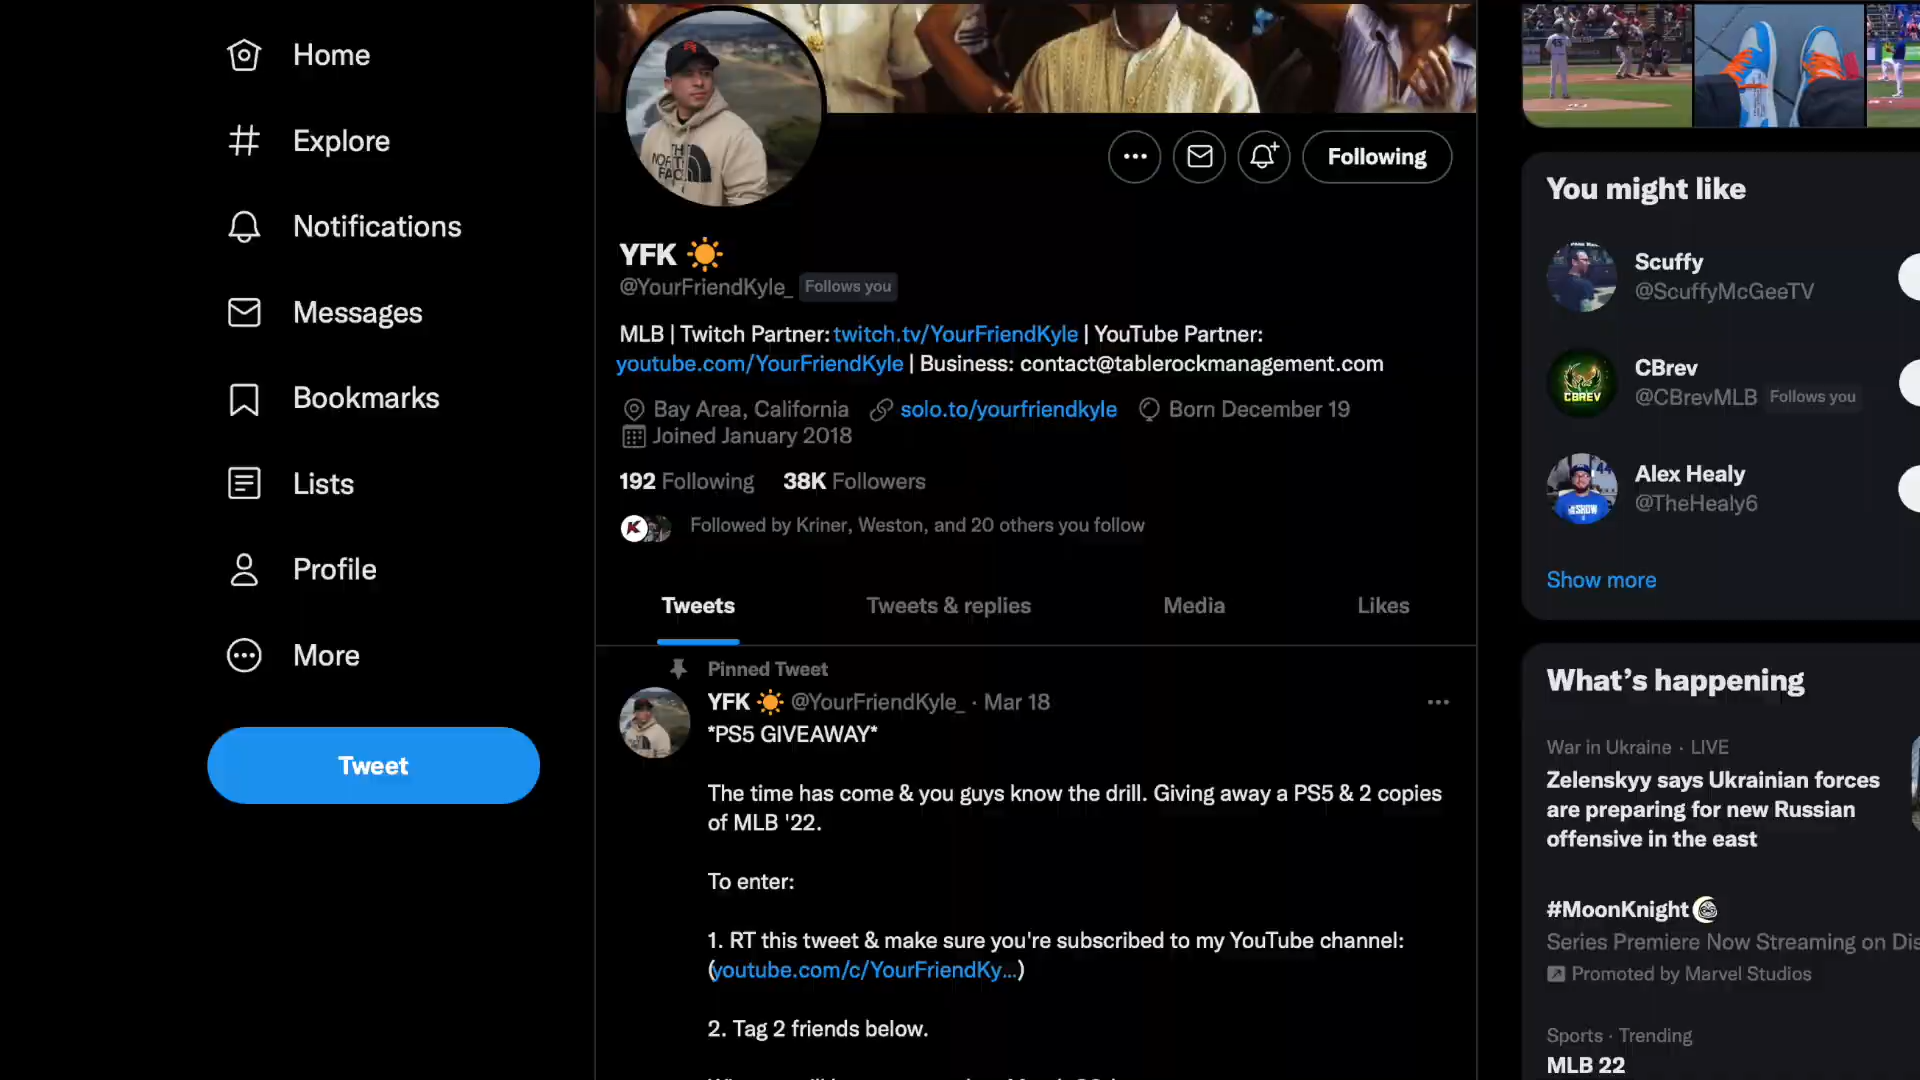 Home
Explore
Notifications
Messages
Bookmarks
Lists
Profile
More
Tweet
THE
NORTH
FACE
Following
YFK
@YourFriendKyle_ Follows you
MLB | Twitch Partner: twitch.tv/YourFriendKyle | YouTube Partner:
youtube.com/YourFriendKyle | Business: contact@tablerockmanagement.com
Bay Area, California solo.to/yourfriendkyle Born December 19
Joined January 2018
192 Following 38K Followers
K
Followed by Kriner, Weston, and 20 others you follow
Tweets Tweets & replies Media Likes
Pinned Tweet
YFK @YourFriendKyle_ · Mar 18
*PS5 GIVEAWAY*
The time has come & you guys know the drill. Giving away a PS5 & 2 copies
of MLB '22.
To enter:
1. RT this tweet & make sure you're subscribed to my YouTube channel:
(youtube.com/c/YourFriendKy...)
2. Tag 2 friends below.
You might like
Scuffy
@ScuffyMcGeeTV
CBREV
CBrev
@CBrevMLB Follows you
SHOW
Alex Healy
@TheHealy6
Show more
What's happening
War in Ukraine · LIVE
Zelenskyy says Ukrainian forces
are preparing for new Russian
offensive in the east
#MoonKnight
Series Premiere Now Streaming on Dis
Promoted by Marvel Studios
Sports · Trending
MLB 22